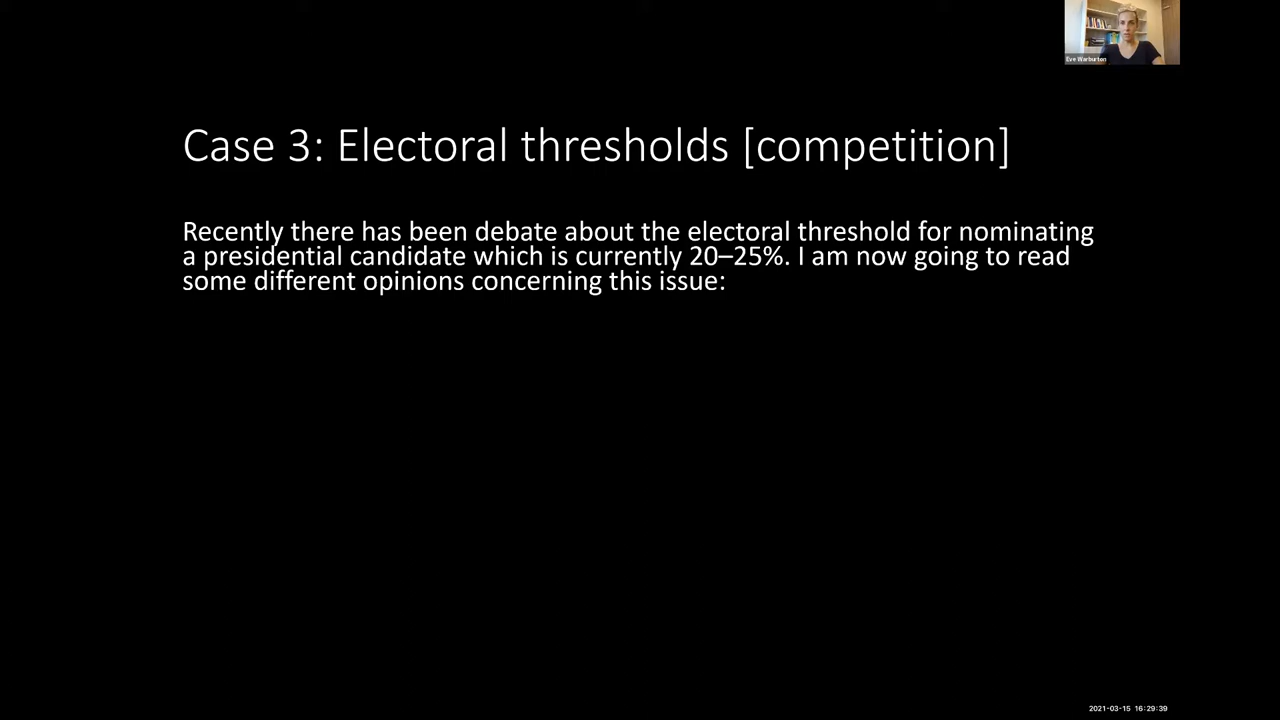 Eve Warburton
Case 3: Electoral thresholds [competition]
Recently there has been debate about the electoral threshold for nominating
a presidential candidate which is currently 20–25%. I am now going to read
some different opinions concerning this issue:
2021-03-15 16:29:39